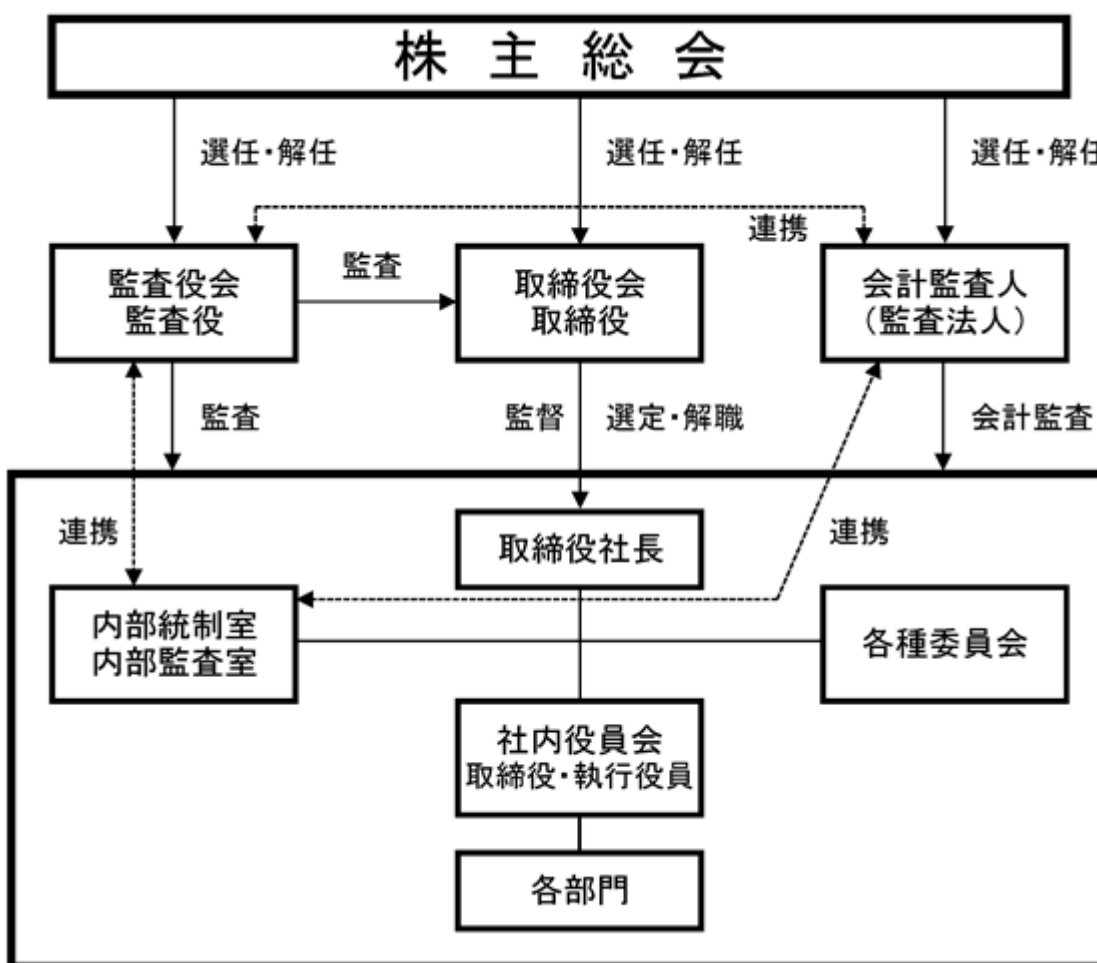 株主総会
選任・解任
選任・解任
選任・解任
連携
監査役会
監査役
監査
取締役会
取締役
会計監査人
（監査法人）
監査
監督
選定・解職
会計監査
連携
取締役社長
連携
内部統制室
内部監査室
各種委員会
社内役員会
取締役・執行役員
各部門